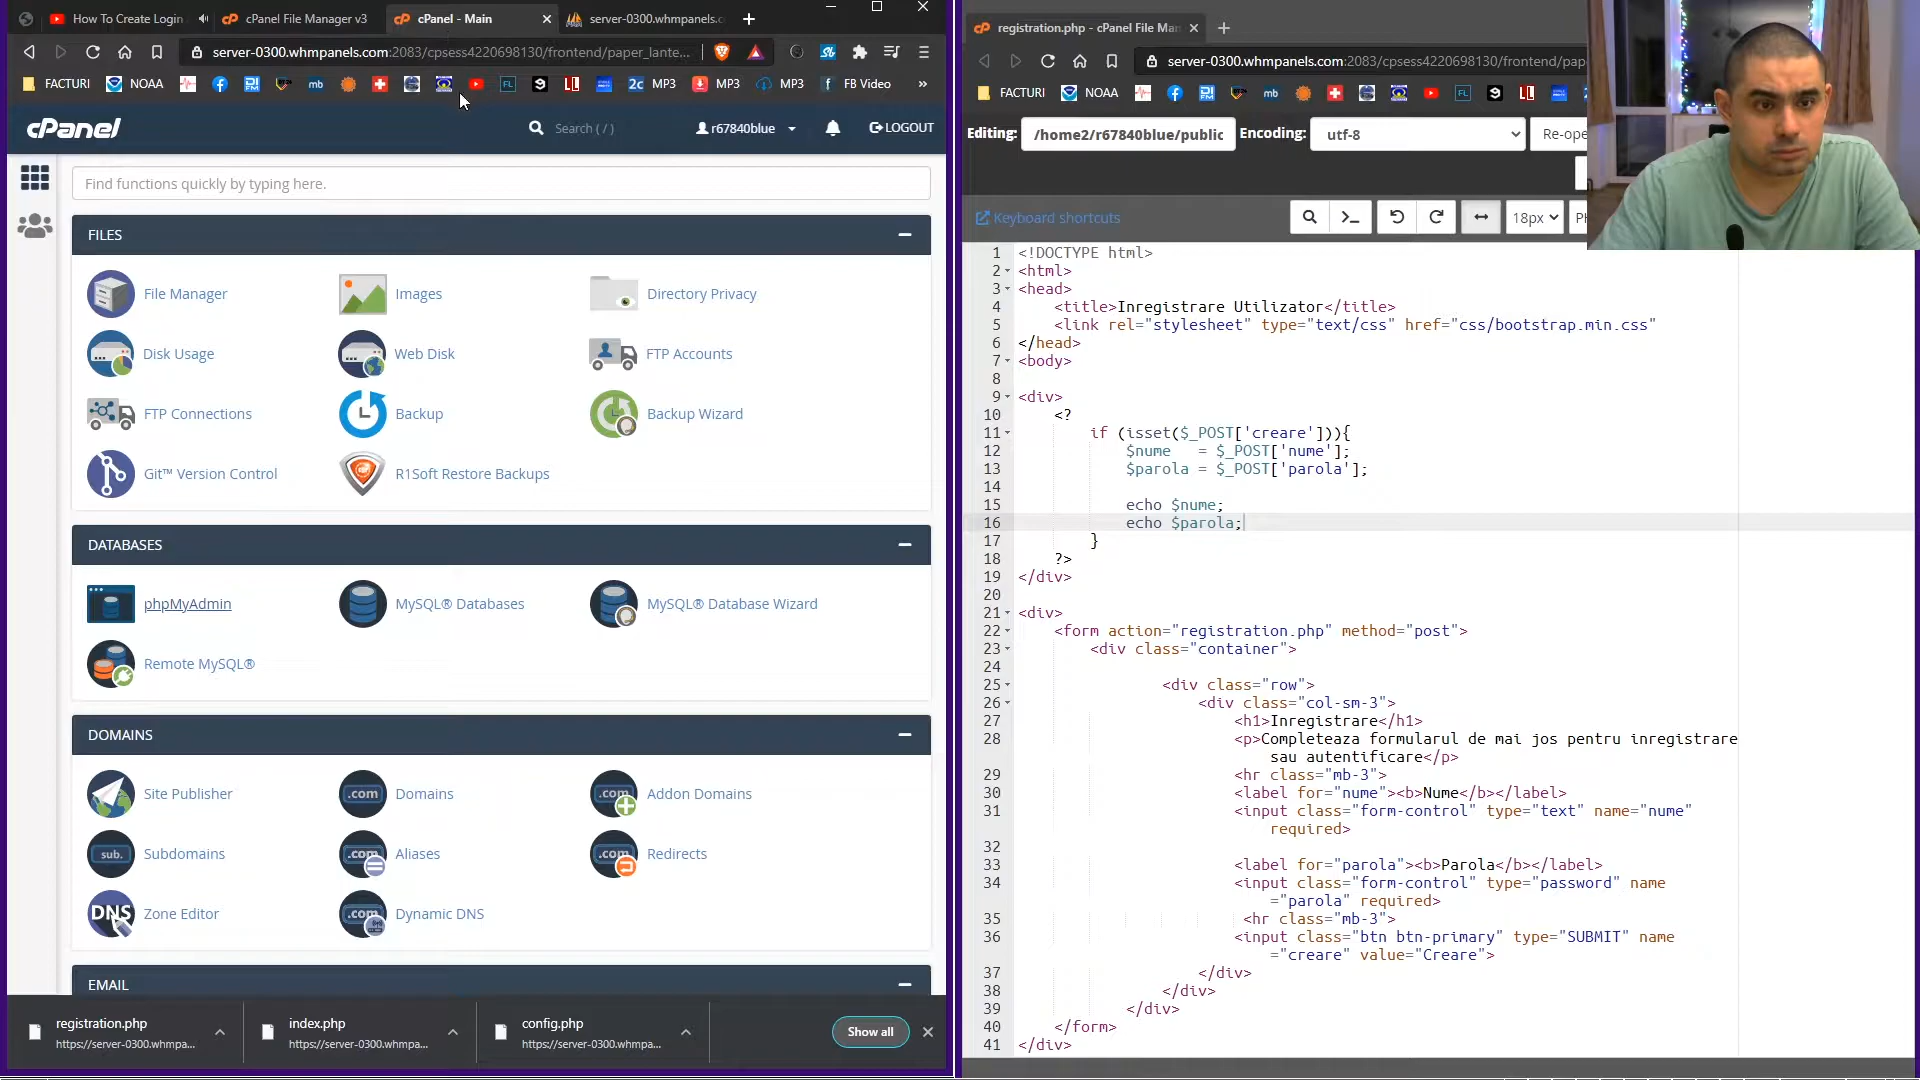 How To Create Login
cPanel File Manager v3
cPanel - Main
server-0300.whmpanels.c
server-0300.whmpanels.com:2083/cpsess4220698130/frontend/paper_lante...
FACTURI
NOAA
mb
FL
9
2c MP3
MP3
MP3
FB Video
cPanel
Search ( / )
r67840blue
LOGOUT
Find functions quickly by typing here.
FILES
File Manager
Images
Directory Privacy
Disk Usage
Web Disk
FTP Accounts
FTP Connections
Backup
Backup Wizard
Git™ Version Control
R1Soft Restore Backups
DATABASES
phpMyAdmin
MySQL® Databases
MySQL® Database Wizard
Remote MySQL®
DOMAINS
Site Publisher
.com Domains
.com Addon Domains
sub. Subdomains
.com Aliases
.com Redirects
DNS Zone Editor
.com Dynamic DNS
EMAIL
registration.php
https://server-0300.whmpa...
index.php
https://server-0300.whmpa...
config.php
https://server-0300.whmpa...
Show all
registration.php - cPanel File Man
server-0300.whmpanels.com:2083/cpsess4220698130/frontend/pap
FACTURI
NOAA
mb
FL
9
Editing: /home2/r67840blue/public
Encoding: utf-8
Re-ope
Keyboard shortcuts
18px
PH
1 <!DOCTYPE html>
2 <html>
3 <head>
4 <title>Inregistrare Utilizator</title>
5 <link rel="stylesheet" type="text/css" href="css/bootstrap.min.css"
6 </head>
7 <body>
8
9 <div>
10 <?
11 if (isset($_POST['creare'])){
12 $nume   = $_POST['nume'];
13 $parola = $_POST['parola'];
14
15 echo $nume;
16 echo $parola;
17 }
18 ?>
19 </div>
20
21 <div>
22 <form action="registration.php" method="post">
23 <div class="container">
24
25 <div class="row">
26 <div class="col-sm-3">
27 <h1>Inregistrare</h1>
28 <p>Completeaza formularul de mai jos pentru inregistrare
sau autentificare</p>
29 <hr class="mb-3">
30 <label for="nume"><b>Nume</b></label>
31 <input class="form-control" type="text" name="nume"
required>
32
33 <label for="parola"><b>Parola</b></label>
34 <input class="form-control" type="password" name
="parola" required>
35 <hr class="mb-3">
36 <input class="btn btn-primary" type="SUBMIT" name
="creare" value="Creare">
37 </div>
38 </div>
39 </div>
40 </form>
41 </div>